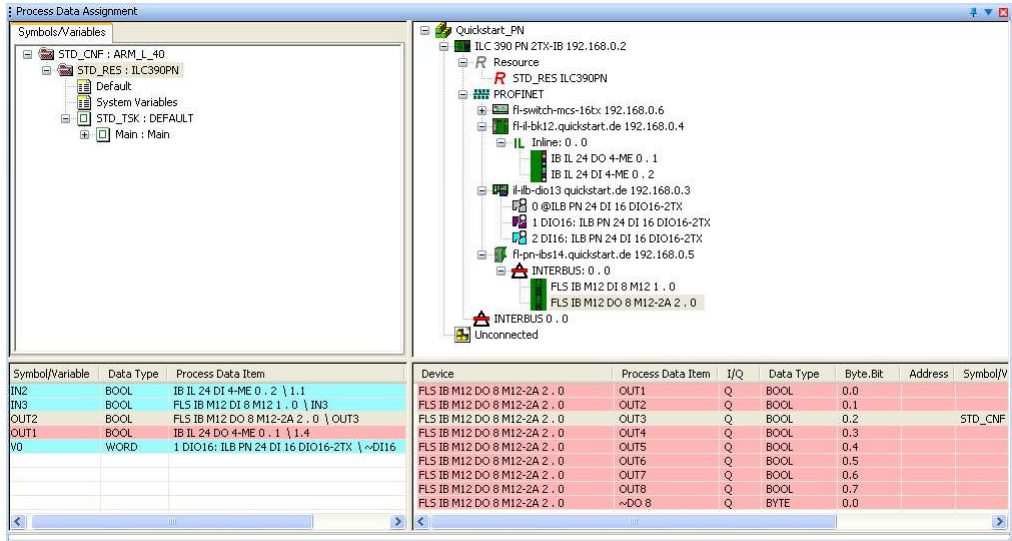 Process Data Assignment
Symbols/Variables
STD_CNF : ARM_L_40
STD_RES : ILC390PN
Default
System Variables
STD_TSK : DEFAULT
Main : Main
Quickstart_PN
ILC 390 PN 2TX-IB 192.168.0.2
Resource
STD_RES ILC390PN
PROFINET
fl-switch-mcs-16tx 192.168.0.6
fl-il-bk12.quickstart.de 192.168.0.4
Inline: 0 . 0
IB IL 24 DO 4-ME 0 . 1
IB IL 24 DI 4-ME 0 . 2
il-ilb-dio13 quickstart.de 192.168.0.3
0 @ILB PN 24 DI 16 DIO16-2TX
1 DIO16: ILB PN 24 DI 16 DIO16-2TX
2 DI16: ILB PN 24 DI 16 DIO16-2TX
fl-pn-ibs14.quickstart.de 192.168.0.5
INTERBUS: 0 . 0
FLS IB M12 DI 8 M12 1 . 0
FLS IB M12 DO 8 M12-2A 2 . 0
INTERBUS 0 . 0
Unconnected
Symbol/Variable Data Type Process Data Item
IN2 BOOL IB IL 24 DI 4-ME 0 . 2 \ 1.1
IN3 BOOL FLS IB M12 DI 8 M12 1 . 0 \ IN3
OUT2 BOOL FLS IB M12 DO 8 M12-2A 2 . 0 \ OUT3
OUT1 BOOL IB IL 24 DO 4-ME 0 . 1 \ 1.4
V0 WORD 1 DIO16: ILB PN 24 DI 16 DIO16-2TX \ ~DI16
Device Process Data Item I/Q Data Type Byte.Bit Address Symbol/V
FLS IB M12 DO 8 M12-2A 2 . 0 OUT1 Q BOOL 0.0
FLS IB M12 DO 8 M12-2A 2 . 0 OUT2 Q BOOL 0.1
FLS IB M12 DO 8 M12-2A 2 . 0 OUT3 Q BOOL 0.2 STD_CNF
FLS IB M12 DO 8 M12-2A 2 . 0 OUT4 Q BOOL 0.3
FLS IB M12 DO 8 M12-2A 2 . 0 OUT5 Q BOOL 0.4
FLS IB M12 DO 8 M12-2A 2 . 0 OUT6 Q BOOL 0.5
FLS IB M12 DO 8 M12-2A 2 . 0 OUT7 Q BOOL 0.6
FLS IB M12 DO 8 M12-2A 2 . 0 OUT8 Q BOOL 0.7
FLS IB M12 DO 8 M12-2A 2 . 0 ~DO 8 Q BYTE 0.0